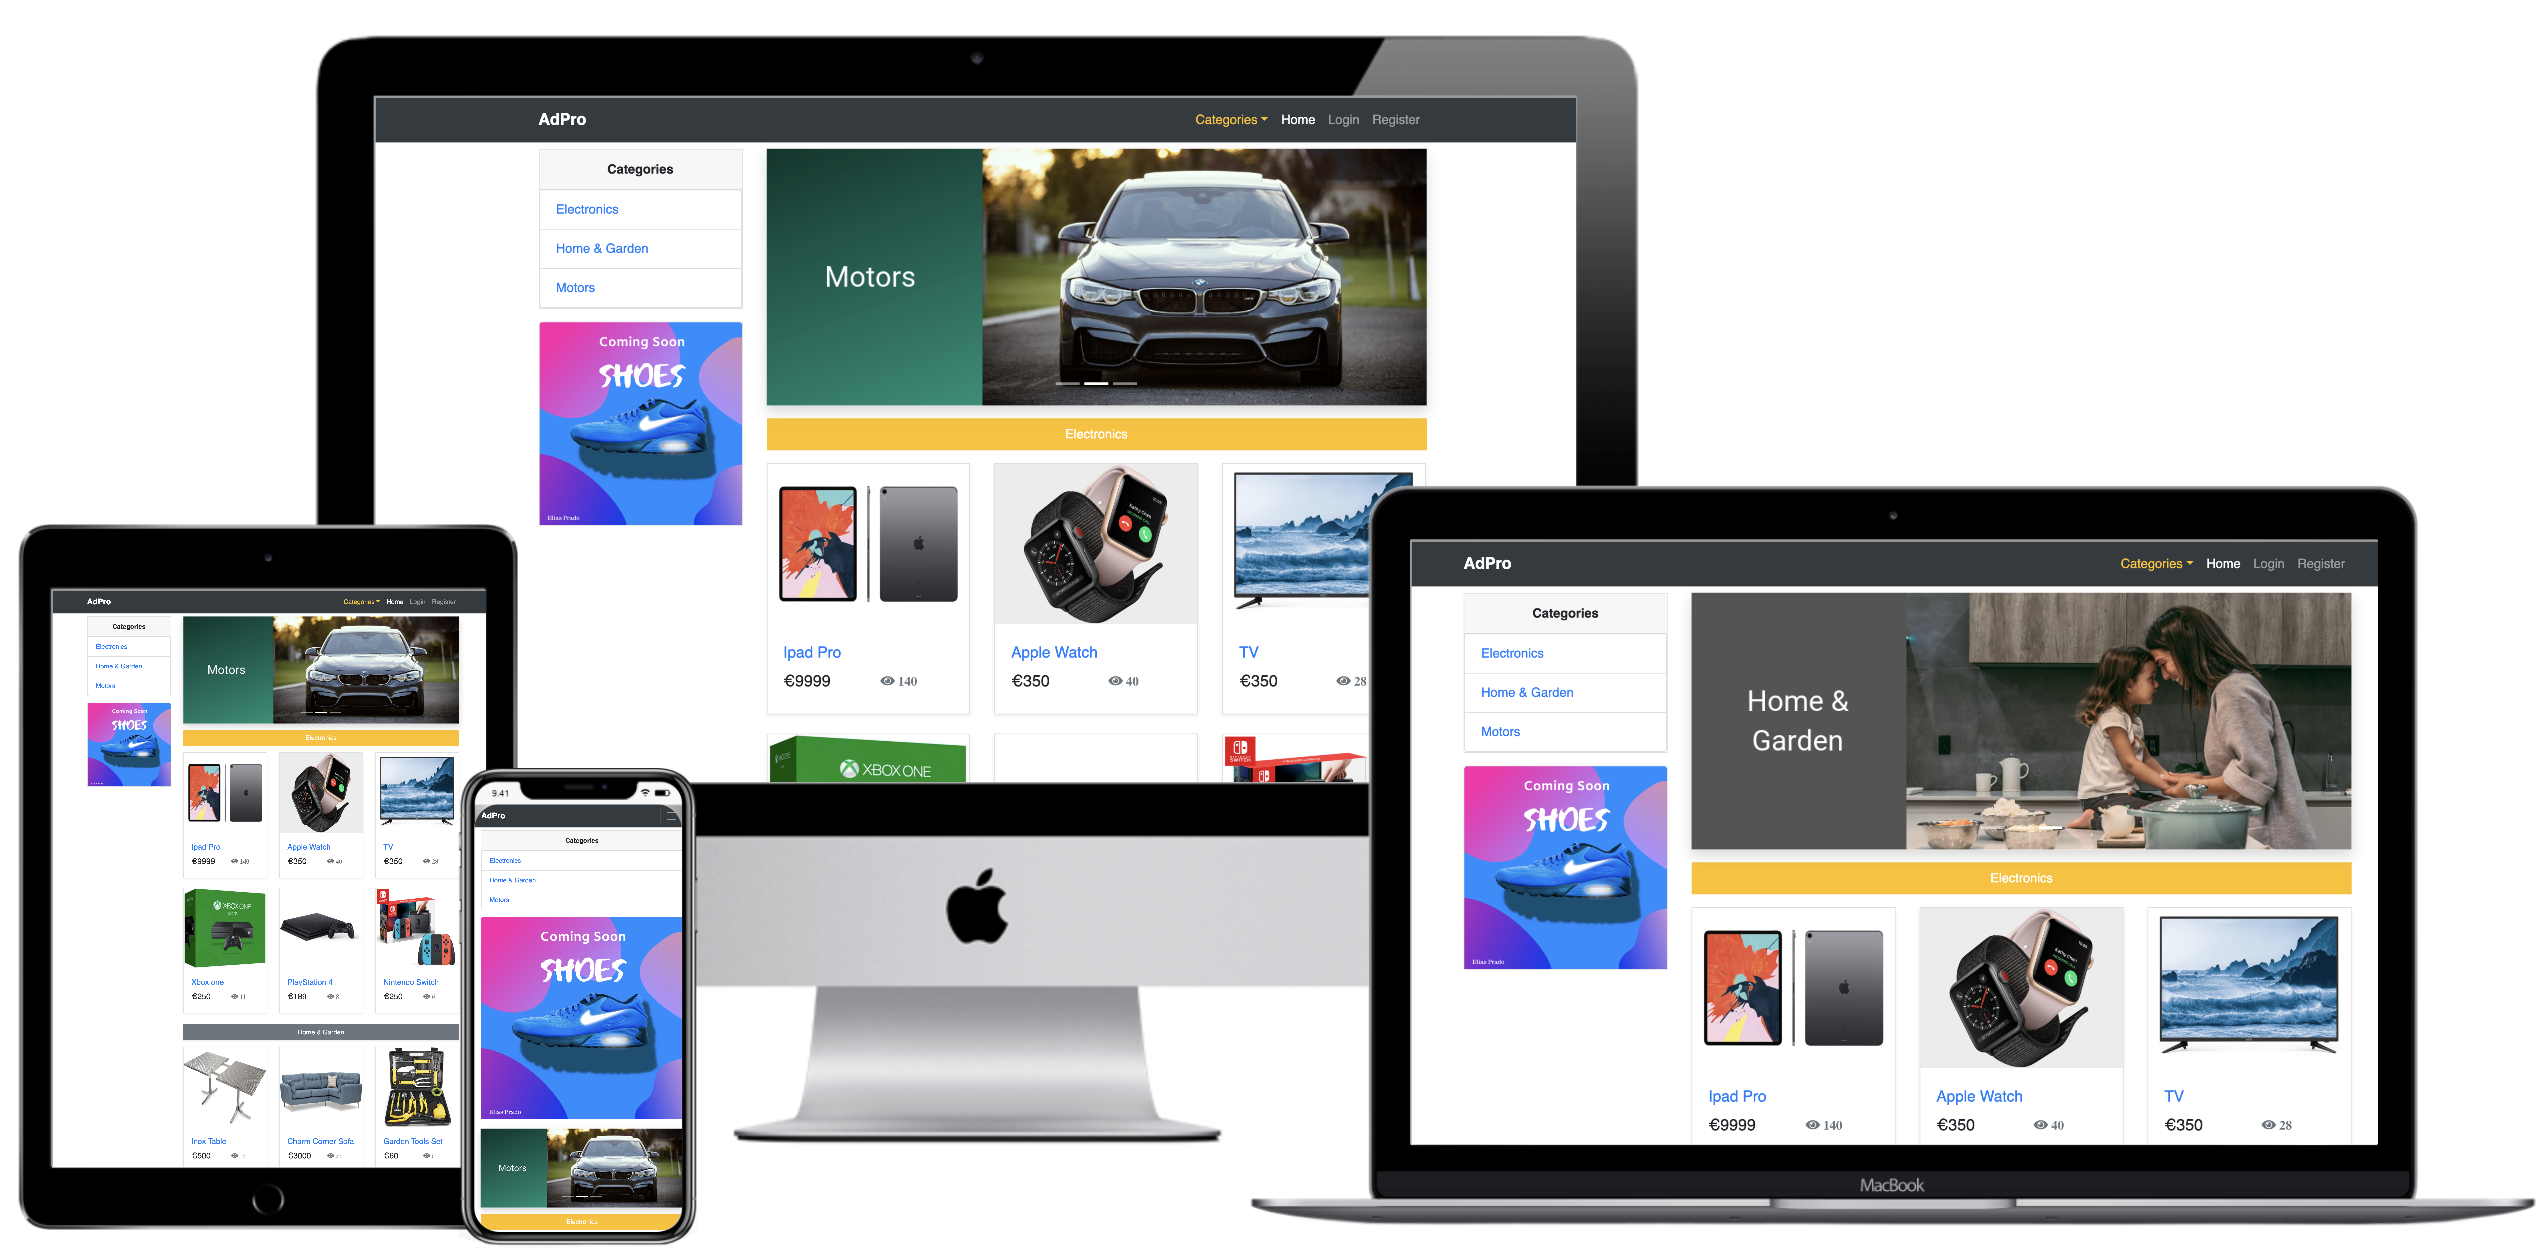 AdPro
Categories Home Login Register
Categories
Electronics
Home & Garden
Motors
Coming Soon
SHOES
Elias Prado
Motors
Electronics
Ipad Pro
€9999 140
Apple Watch
€350 40
TV
€350 28
XBOX ONE
AdPro
Categories Home Login Register
Categories
Electronics
Home & Garden
Motors
Coming Soon
SHOES
Motors
Electronics
Ipad Pro
€9999 140
Apple Watch
€350 40
TV
€350 28
XBOX ONE
Xbox one
€250 11
PlayStation 4
€189 8
Nintendo Switch
€250 6
Home & Garden
Inox Table
€500
Charm Corner Sofa
€3000
Garden Tools Set
€60
9.41
AdPro
Categories
Electronics
Home & Garden
Motors
Coming Soon
SHOES
Elias Prado
Motors
Electronics
AdPro
Categories Home Login Register
Categories
Electronics
Home & Garden
Motors
Coming Soon
SHOES
Elias Prado
Home &
Garden
Electronics
Ipad Pro
€9999 140
Apple Watch
€350 40
TV
€350 28
MacBook